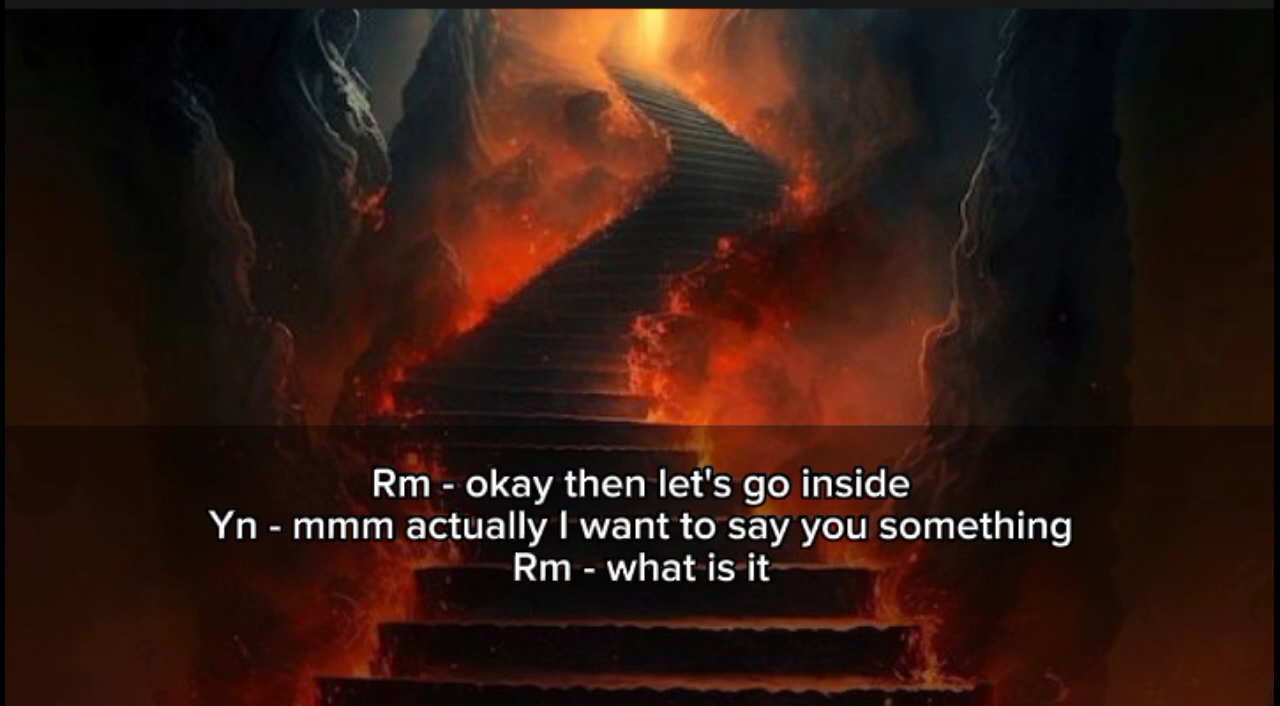 Rm - okay then let's go inside
Yn - mmm actually I want to say you something
Rm - what is it